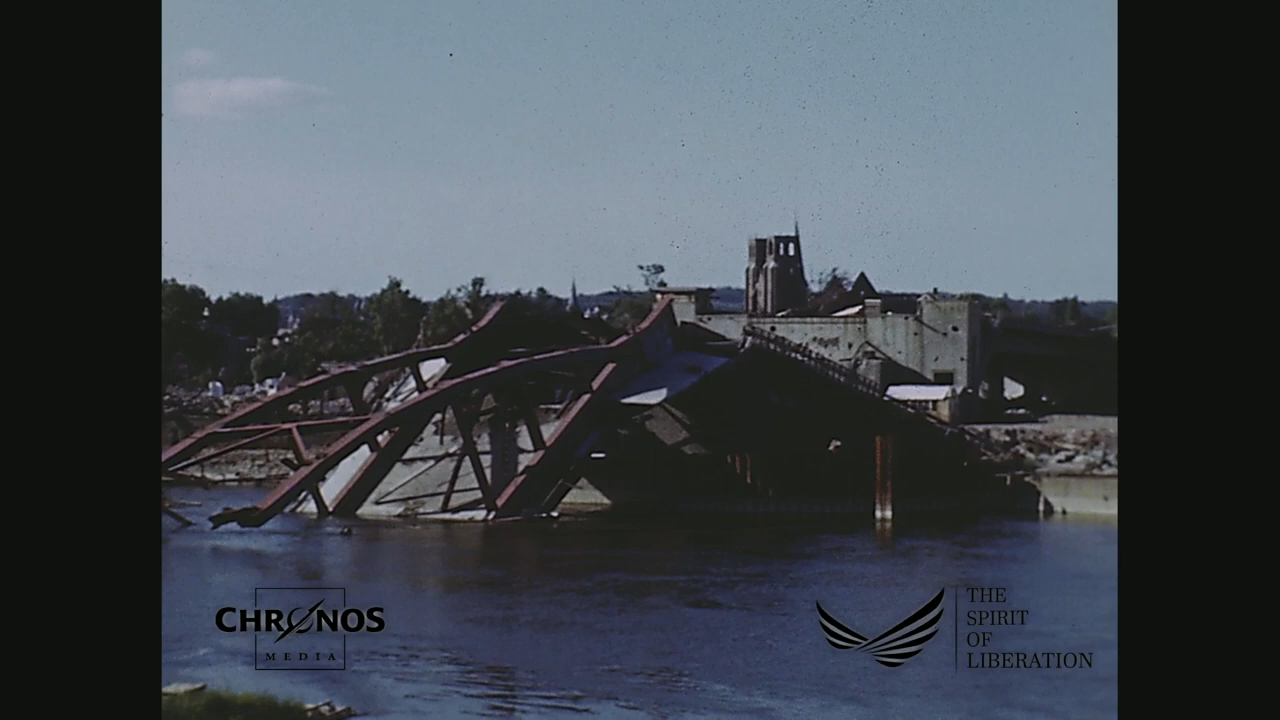 CHRONOS
MEDIA
THE
SPIRIT
OF
LIBERATION